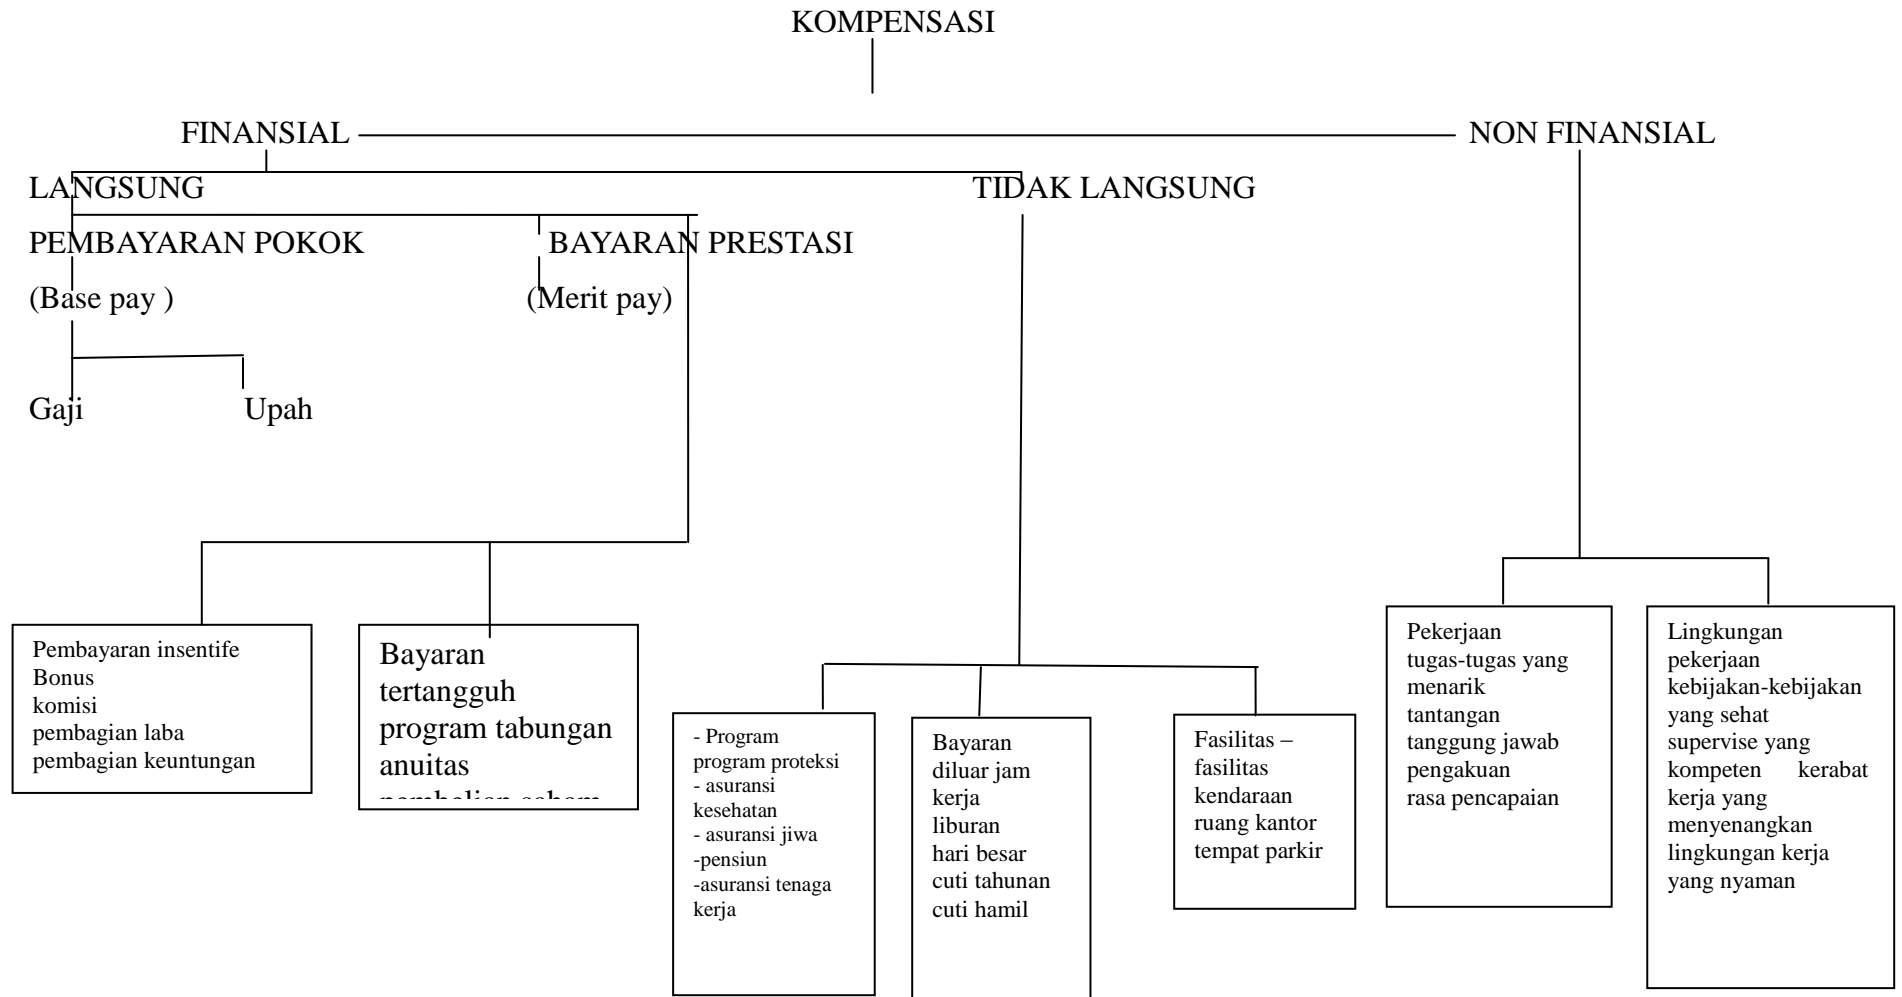 KOMPENSASI
FINANSIAL
NON FINANSIAL
LANGSUNG
TIDAK LANGSUNG
PEMBAYARAN POKOK
BAYARAN PRESTASI
(Base pay )
(Merit pay)
Gaji
Upah
Pembayaran insentife
Bonus
komisi
pembagian laba
pembagian keuntungan
Bayaran
tertangguh
program tabungan
anuitas
- Program
program proteksi
- asuransi
kesehatan
- asuransi jiwa
-pensiun
-asuransi tenaga
kerja
Bayaran
diluar jam
kerja
liburan
hari besar
cuti tahunan
cuti hamil
Fasilitas –
fasilitas
kendaraan
ruang kantor
tempat parkir
Pekerjaan
tugas-tugas yang
menarik
tantangan
tanggung jawab
pengakuan
rasa pencapaian
Lingkungan
pekerjaan
kebijakan-kebijakan
yang sehat
supervise yang
kompeten kerabat
kerja yang
menyenangkan
lingkungan kerja
yang nyaman